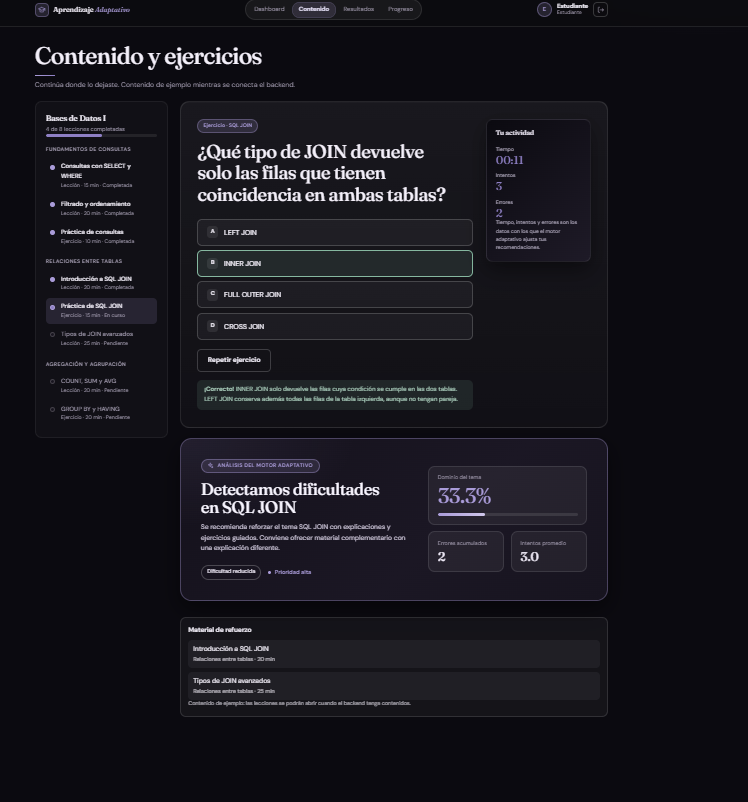 Aprendizaje Adaptativo
Dashboard
Contenido
Resultados
Progreso
E
Estudiante
Estudiante
Contenido y ejercicios
Continúa donde lo dejaste. Contenido de ejemplo mientras se conecta el backend.
Bases de Datos I
4 de 8 lecciones completadas
FUNDAMENTOS DE CONSULTAS
Consultas con SELECT y
WHERE
Lección · 15 min · Completada
Filtrado y ordenamiento
Lección · 20 min · Completada
Práctica de consultas
Ejercicio · 10 min · Completada
RELACIONES ENTRE TABLAS
Introducción a SQL JOIN
Lección · 20 min · Completada
Práctica de SQL JOIN
Ejercicio · 15 min · En curso
Tipos de JOIN avanzados
Lección · 25 min · Pendiente
AGREGACIÓN Y AGRUPACIÓN
COUNT, SUM y AVG
Lección · 20 min · Pendiente
GROUP BY y HAVING
Ejercicio · 20 min · Pendiente
Ejercicio · SQL JOIN
¿Qué tipo de JOIN devuelve
solo las filas que tienen
coincidencia en ambas tablas?
A LEFT JOIN
B INNER JOIN
C FULL OUTER JOIN
D CROSS JOIN
Repetir ejercicio
¡Correcto! INNER JOIN solo devuelve las filas cuya condición se cumple en las dos tablas.
LEFT JOIN conserva además todas las filas de la tabla izquierda, aunque no tengan pareja.
Tu actividad
Tiempo
00:11
Intentos
3
Errores
2
Tiempo, intentos y errores son los
datos con los que el motor
adaptativo ajusta tus
recomendaciones.
ANÁLISIS DEL MOTOR ADAPTATIVO
Detectamos dificultades
en SQL JOIN
Se recomienda reforzar el tema SQL JOIN con explicaciones y
ejercicios guiados. Conviene ofrecer material complementario con
una explicación diferente.
Dificultad reducida
Prioridad alta
Dominio del tema
33.3%
Errores acumulados
2
Intentos promedio
3.0
Material de refuerzo
Introducción a SQL JOIN
Relaciones entre tablas · 20 min
Tipos de JOIN avanzados
Relaciones entre tablas · 25 min
Contenido de ejemplo: las lecciones se podrán abrir cuando el backend tenga contenidos.